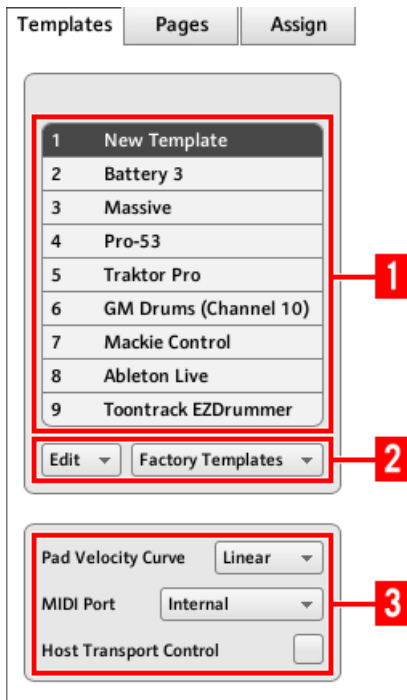 Templates Pages Assign
1 New Template
2 Battery 3
3 Massive
4 Pro-53
5 Traktor Pro
6 GM Drums (Channel 10)
7 Mackie Control
8 Ableton Live
9 Toontrack EZDrummer
1
Edit Factory Templates
2
Pad Velocity Curve Linear
MIDI Port Internal
3
Host Transport Control